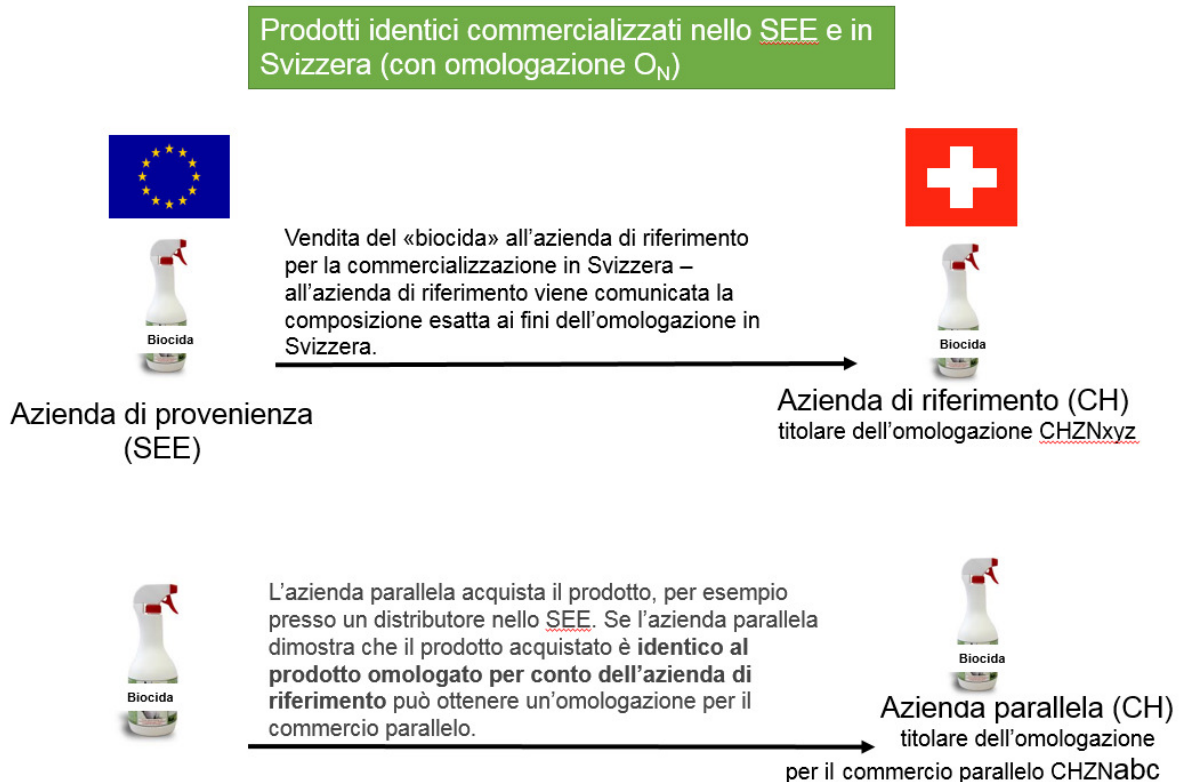 Prodotti identici commercializzati nello SEE e in
Svizzera (con omologazione O_N)
Vendita del «biocida» all'azienda di riferimento
per la commercializzazione in Svizzera –
all'azienda di riferimento viene comunicata la
composizione esatta ai fini dell'omologazione in
Svizzera.
Biocida
Biocida
Azienda di provenienza
(SEE)
Azienda di riferimento (CH)
titolare dell'omologazione CHZNxyz
L'azienda parallela acquista il prodotto, per esempio
presso un distributore nello SEE. Se l'azienda parallela
dimostra che il prodotto acquistato è identico al
prodotto omologato per conto dell'azienda di
riferimento può ottenere un'omologazione per il
commercio parallelo.
Biocida
Biocida
Azienda parallela (CH)
titolare dell'omologazione
per il commercio parallelo CHZNabc